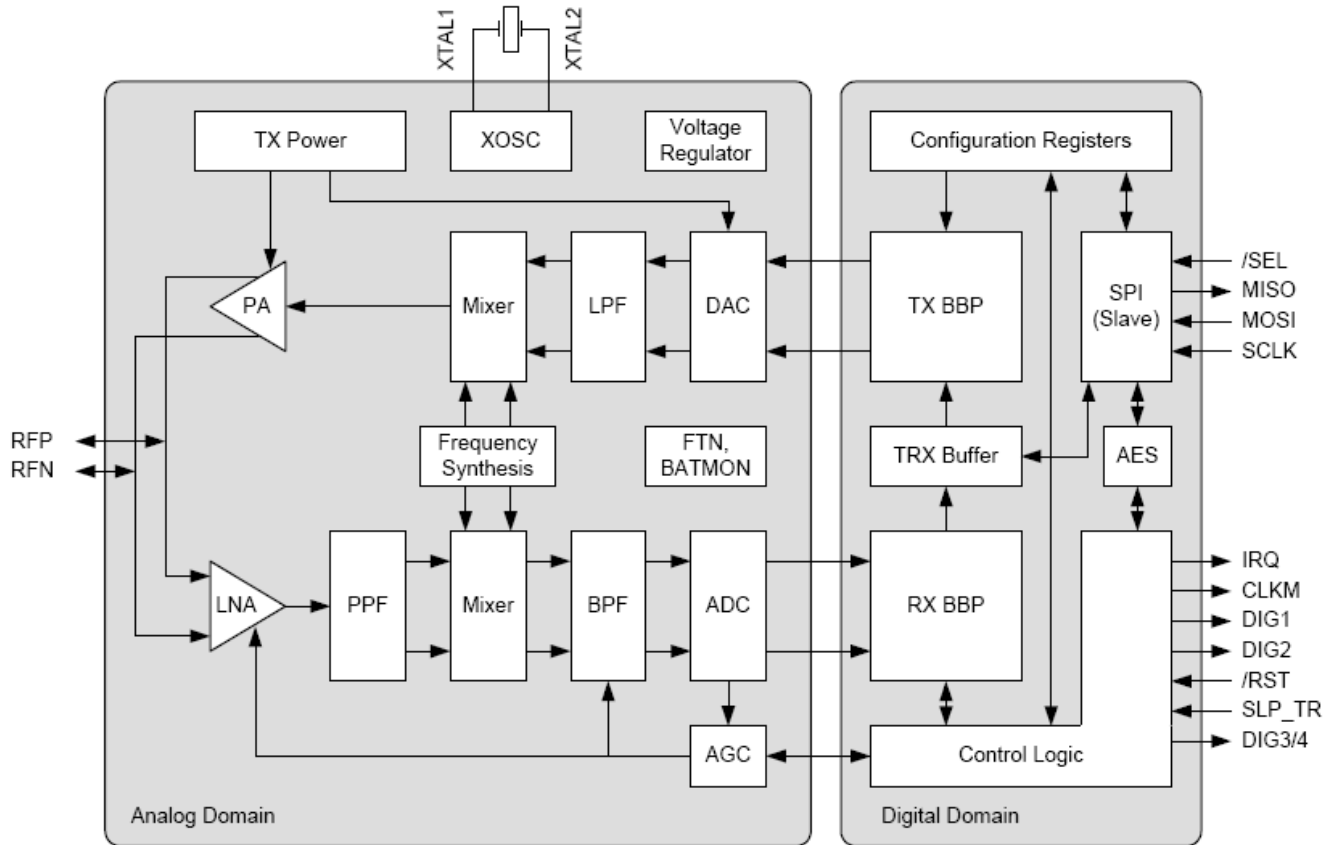 XTAL1
XTAL2
TX Power
XOSC
Voltage
Regulator
Configuration Registers
PA
Mixer
LPF
DAC
TX BBP
SPI
(Slave)
/SEL
MISO
MOSI
SCLK
RFP
RFN
Frequency
Synthesis
FTN,
BATMON
TRX Buffer
AES
LNA
PPF
Mixer
BPF
ADC
RX BBP
IRQ
CLKM
DIG1
DIG2
/RST
SLP_TR
DIG3/4
AGC
Control Logic
Analog Domain
Digital Domain